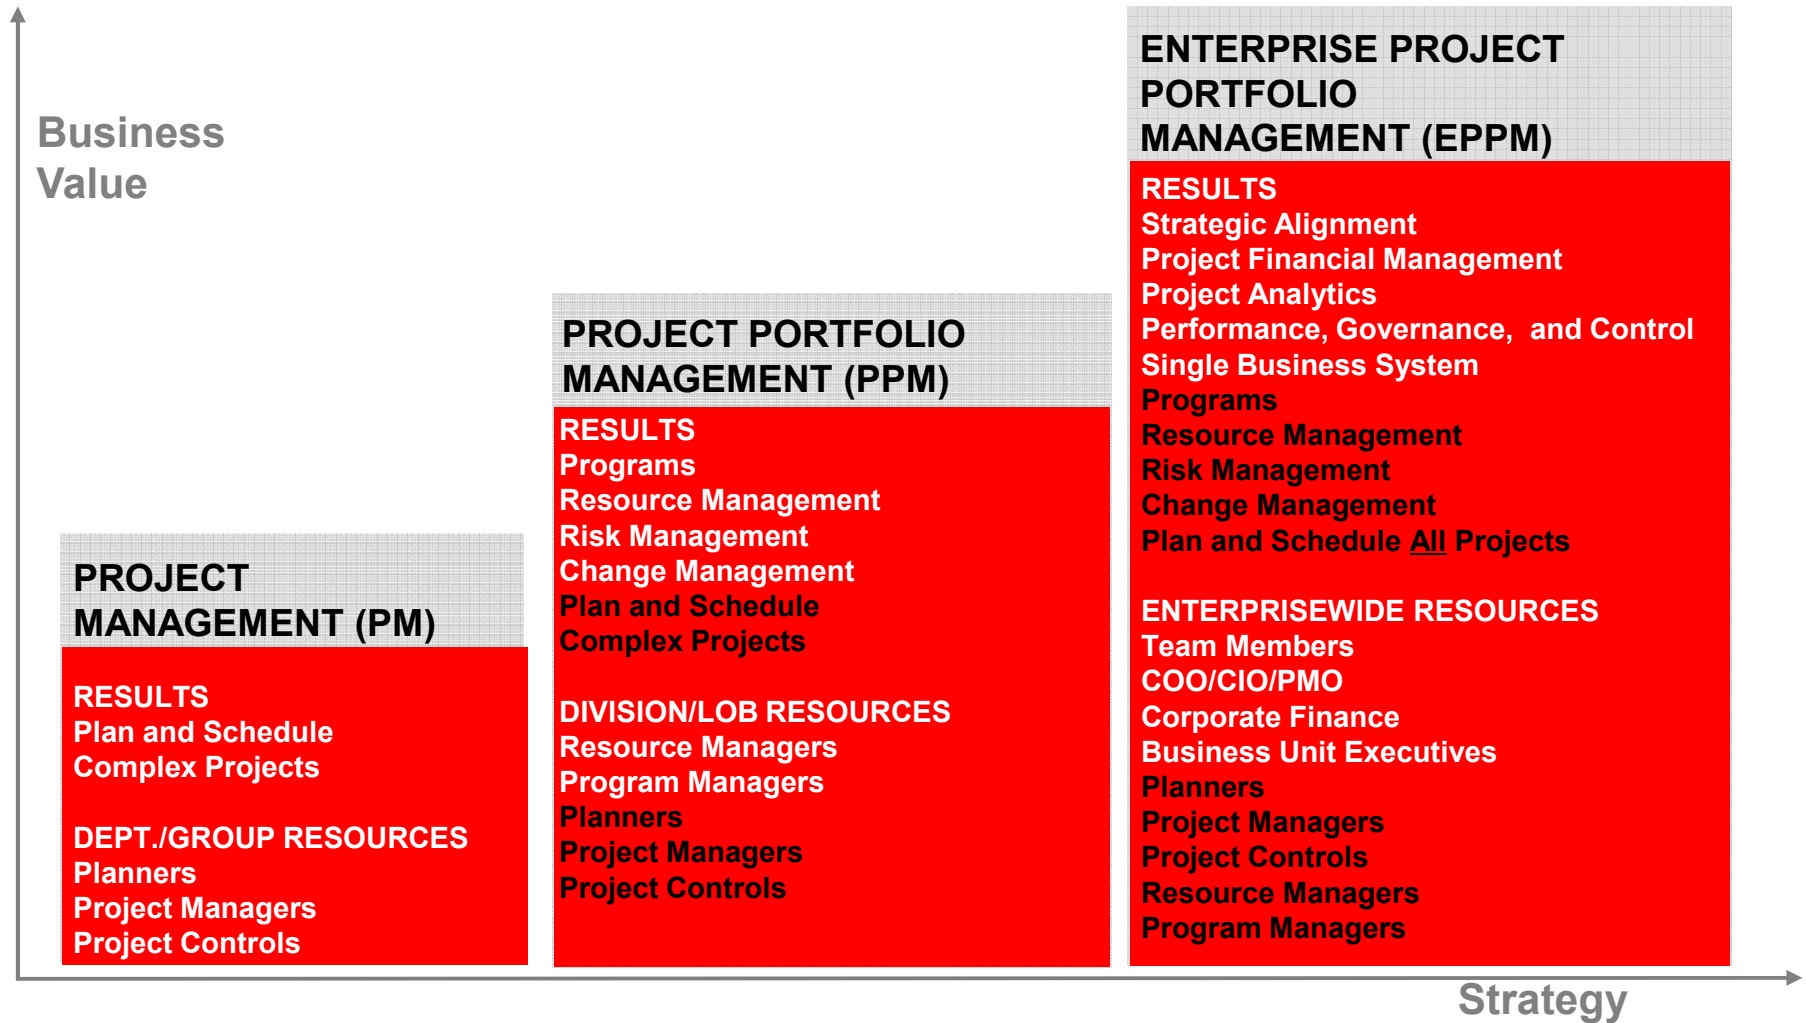 Business
Value
PROJECT
MANAGEMENT (PM)
RESULTS
Plan and Schedule
Complex Projects
DEPT./GROUP RESOURCES
Planners
Project Managers
Project Controls
PROJECT PORTFOLIO
MANAGEMENT (PPM)
RESULTS
Programs
Resource Management
Risk Management
Change Management
Plan and Schedule
Complex Projects
DIVISION/LOB RESOURCES
Resource Managers
Program Managers
Planners
Project Managers
Project Controls
ENTERPRISE PROJECT
PORTFOLIO
MANAGEMENT (EPPM)
RESULTS
Strategic Alignment
Project Financial Management
Project Analytics
Performance, Governance, and Control
Single Business System
Programs
Resource Management
Risk Management
Change Management
Plan and Schedule All Projects
ENTERPRISEWIDE RESOURCES
Team Members
COO/CIO/PMO
Corporate Finance
Business Unit Executives
Planners
Project Managers
Project Controls
Resource Managers
Program Managers
Strategy